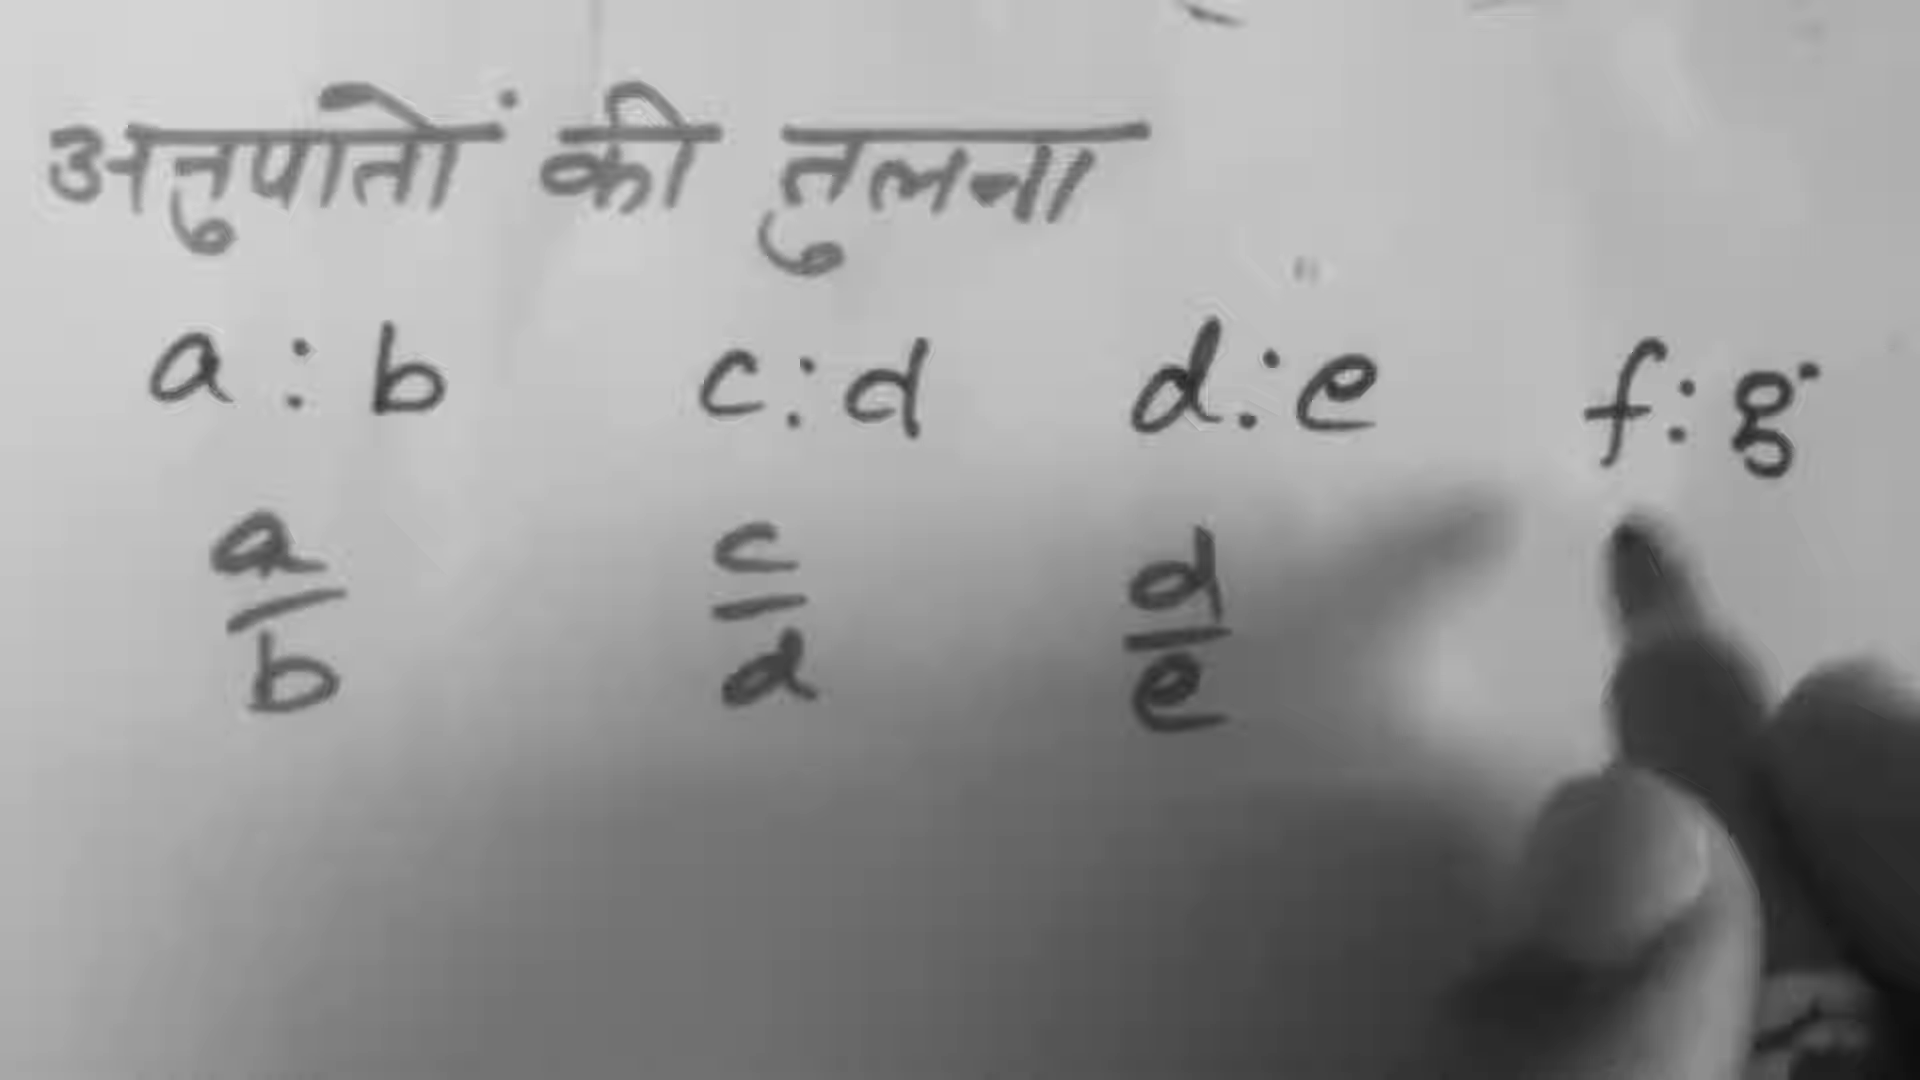 अनुपातों की तुलना
a : b c : d d : e f : g
a/b c/d d/e